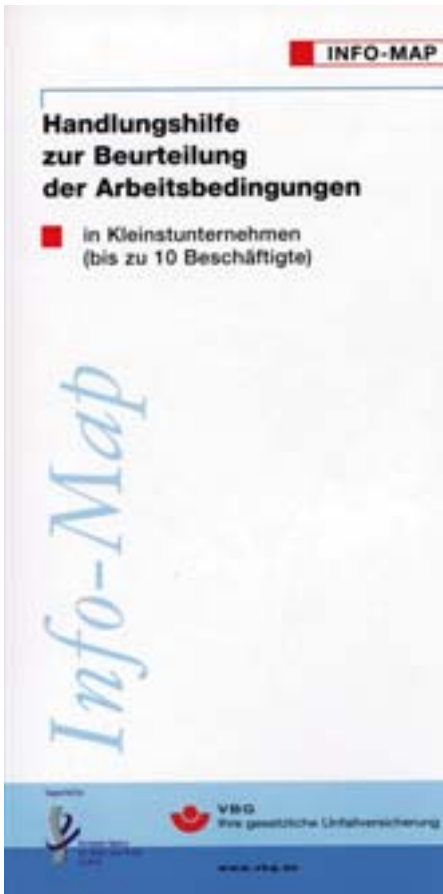 INFO-MAP
Handlungshilfe
zur Beurteilung
der Arbeitsbedingungen
in Kleinstunternehmen
(bis zu 10 Beschäftigte)
Info-Map
VBG
Ihre gesetzliche Unfallversicherung
www.vbg.de